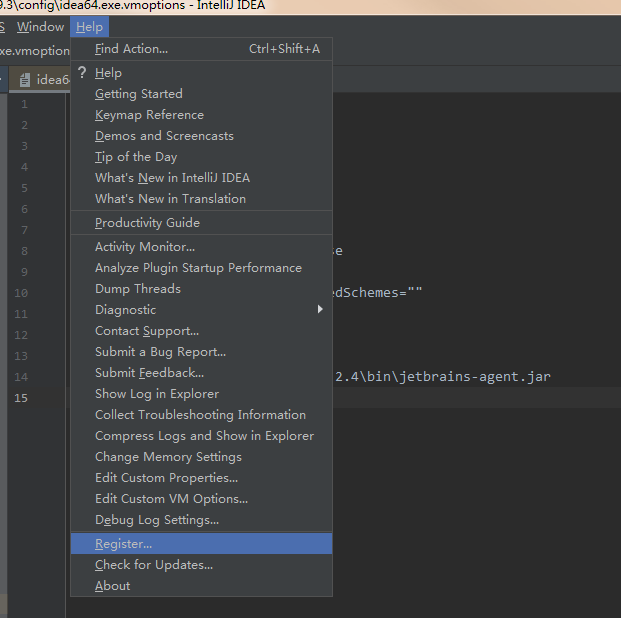 9.3\config\idea64.exe.vmoptions - IntelliJ IDEA
S Window Help
xe.vmoption
idea64
Find Action... Ctrl+Shift+A
? Help
Getting Started
Keymap Reference
Demos and Screencasts
Tip of the Day
What's New in IntelliJ IDEA
What's New in Translation
Productivity Guide
Activity Monitor...
Analyze Plugin Startup Performance
Dump Threads
Diagnostic
Contact Support...
Submit a Bug Report...
Submit Feedback...
Show Log in Explorer
Collect Troubleshooting Information
Compress Logs and Show in Explorer
Change Memory Settings
Edit Custom Properties...
Edit Custom VM Options...
Debug Log Settings...
Register...
Check for Updates...
About
1
2
3
4
5
6
7
8 se
9
10 edSchemes=""
11
12
13
14 2.4\bin\jetbrains-agent.jar
15